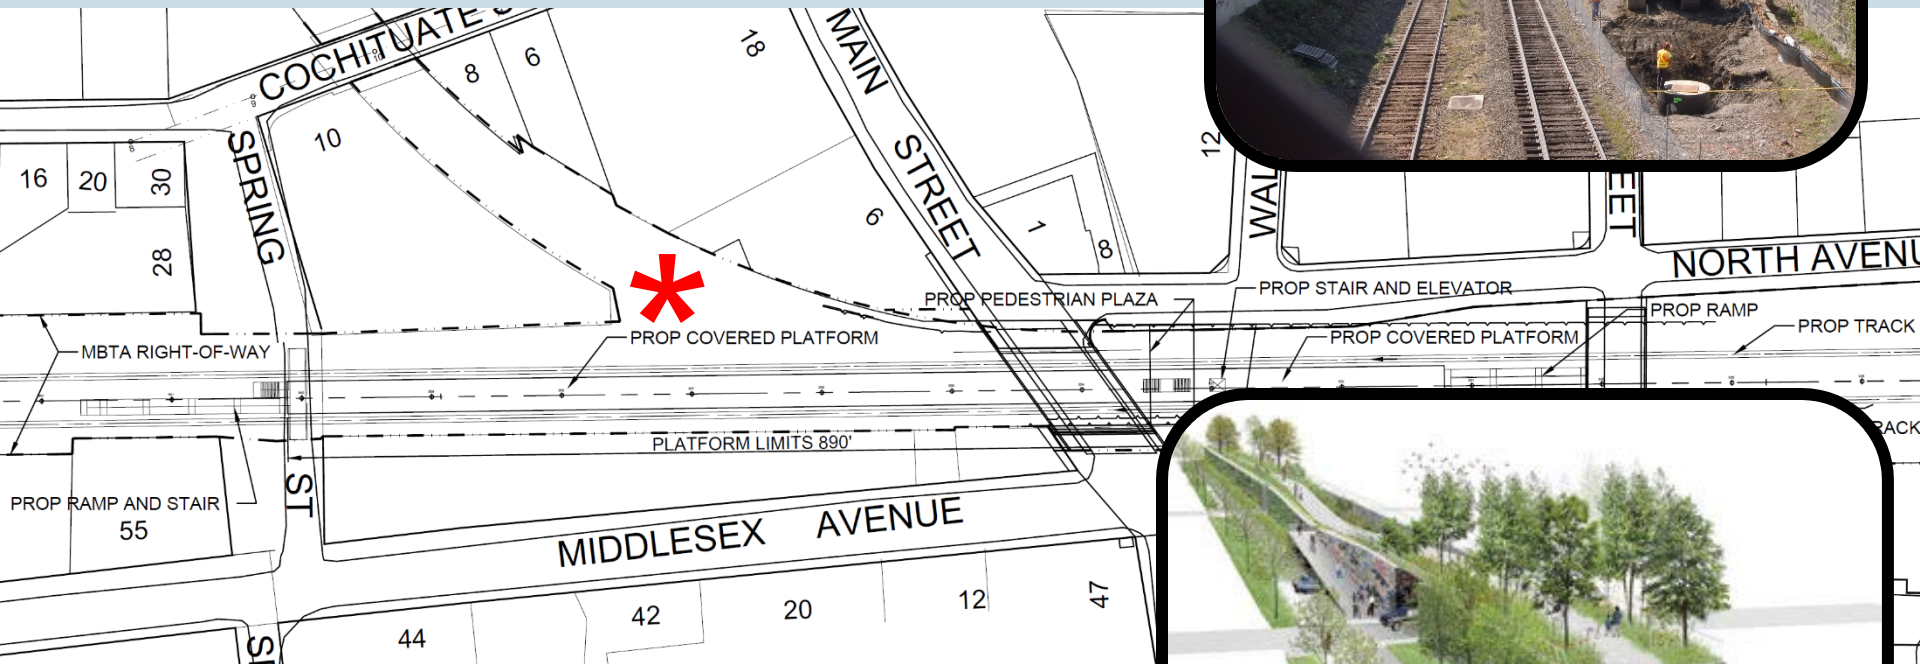 COCHITUATE
8
6
18
MAIN
STREET
10
SPRING
16
20
30
28
6
1
8
12
WAL
EET
NORTH AVENU
PROP PEDESTRIAN PLAZA
PROP STAIR AND ELEVATOR
PROP RAMP
PROP TRACK
*
PROP COVERED PLATFORM
PROP COVERED PLATFORM
MBTA RIGHT-OF-WAY
PLATFORM LIMITS 890'
RACK
PROP RAMP AND STAIR
55
ST
MIDDLESEX AVENUE
44
42
20
12
47